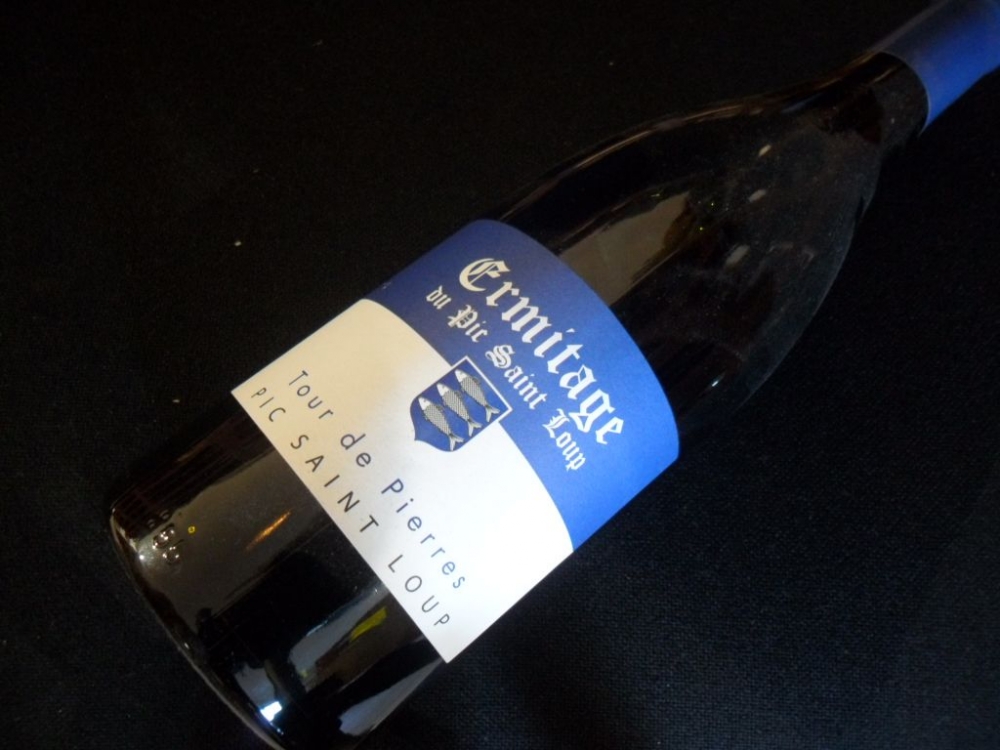 Ermitage
du Pic Saint Loup
Tour de Pierres
PIC SAINT LOUP